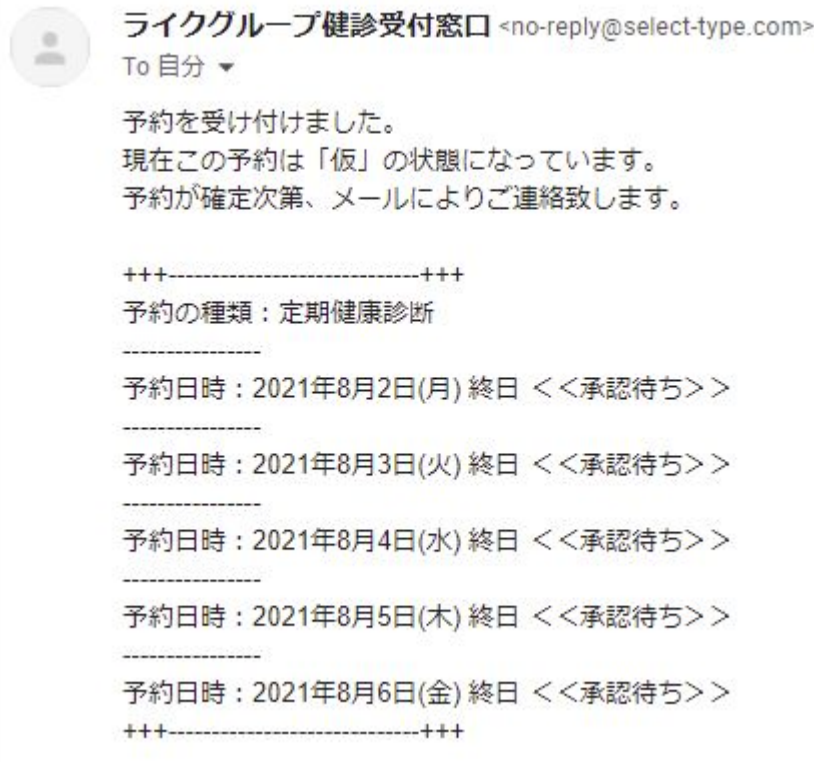 ライクグループ健診受付窓口 <no-reply@select-type.com>
To 自分
予約を受け付けました。
現在この予約は「仮」の状態になっています。
予約が確定次第、メールによりご連絡致します。
+++-----------------------------+++
予約の種類：定期健康診断
----------------
予約日時：2021年8月2日(月) 終日 ＜＜承認待ち＞＞
----------------
予約日時：2021年8月3日(火) 終日 ＜＜承認待ち＞＞
----------------
予約日時：2021年8月4日(水) 終日 ＜＜承認待ち＞＞
----------------
予約日時：2021年8月5日(木) 終日 ＜＜承認待ち＞＞
----------------
予約日時：2021年8月6日(金) 終日 ＜＜承認待ち＞＞
+++-----------------------------+++